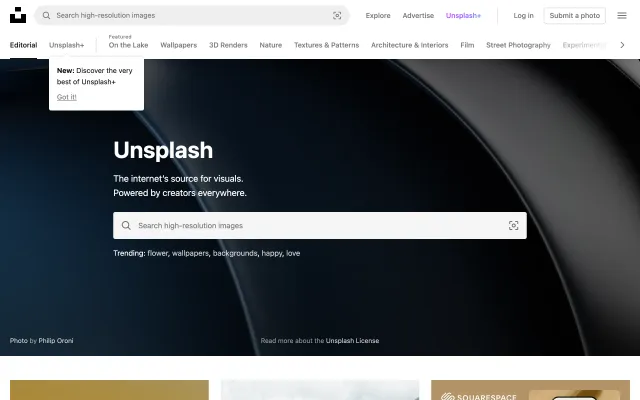 Search high-resolution images
Explore
Advertise
Unsplash+
Log in
Submit a photo
Editorial
Unsplash+
Featured
On the Lake
Wallpapers
3D Renders
Nature
Textures & Patterns
Architecture & Interiors
Film
Street Photography
New: Discover the very
best of Unsplash+
Got it!
Unsplash
The internet's source for visuals.
Powered by creators everywhere.
Search high-resolution images
Trending: flower, wallpapers, backgrounds, happy, love
Photo by Philip Oroni
Read more about the Unsplash License
SQUARESPACE